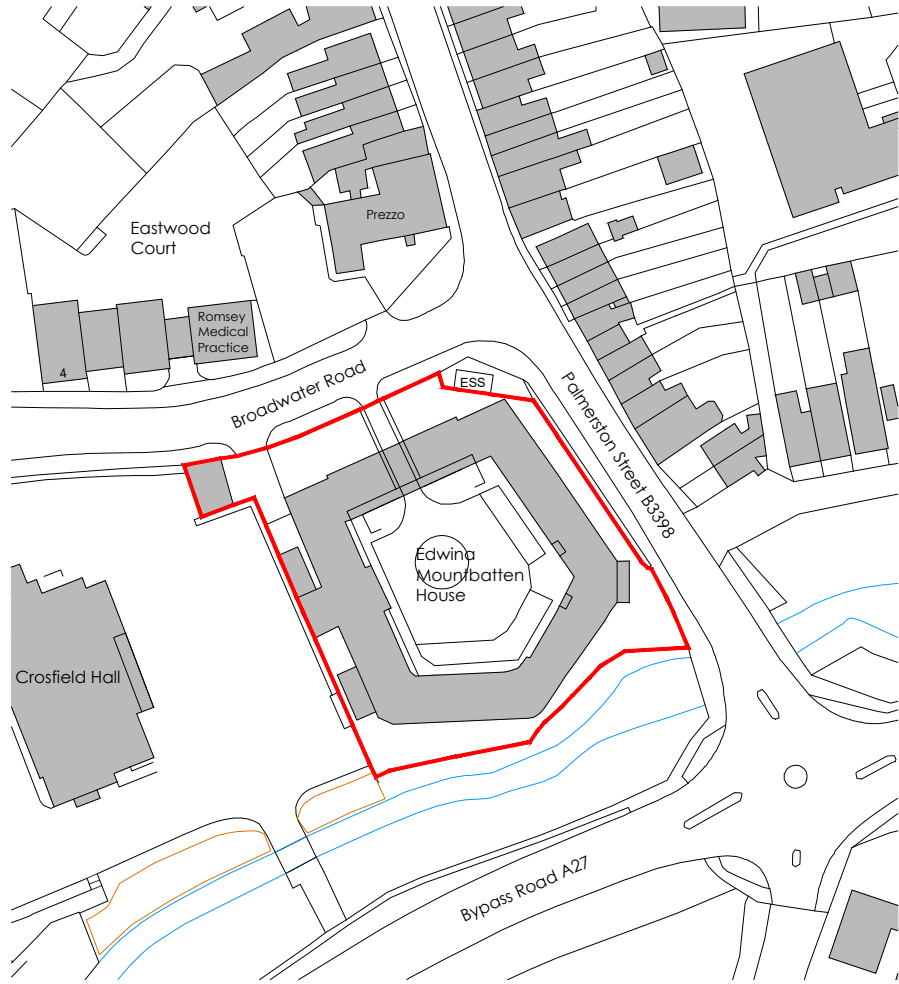 Prezzo
Eastwood
Court
Romsey
Medical
Practice
4
Broadwater Road
ESS
Palmerston Street B3398
Edwina
Mountbatten
House
Crosfield Hall
Bypass Road A27